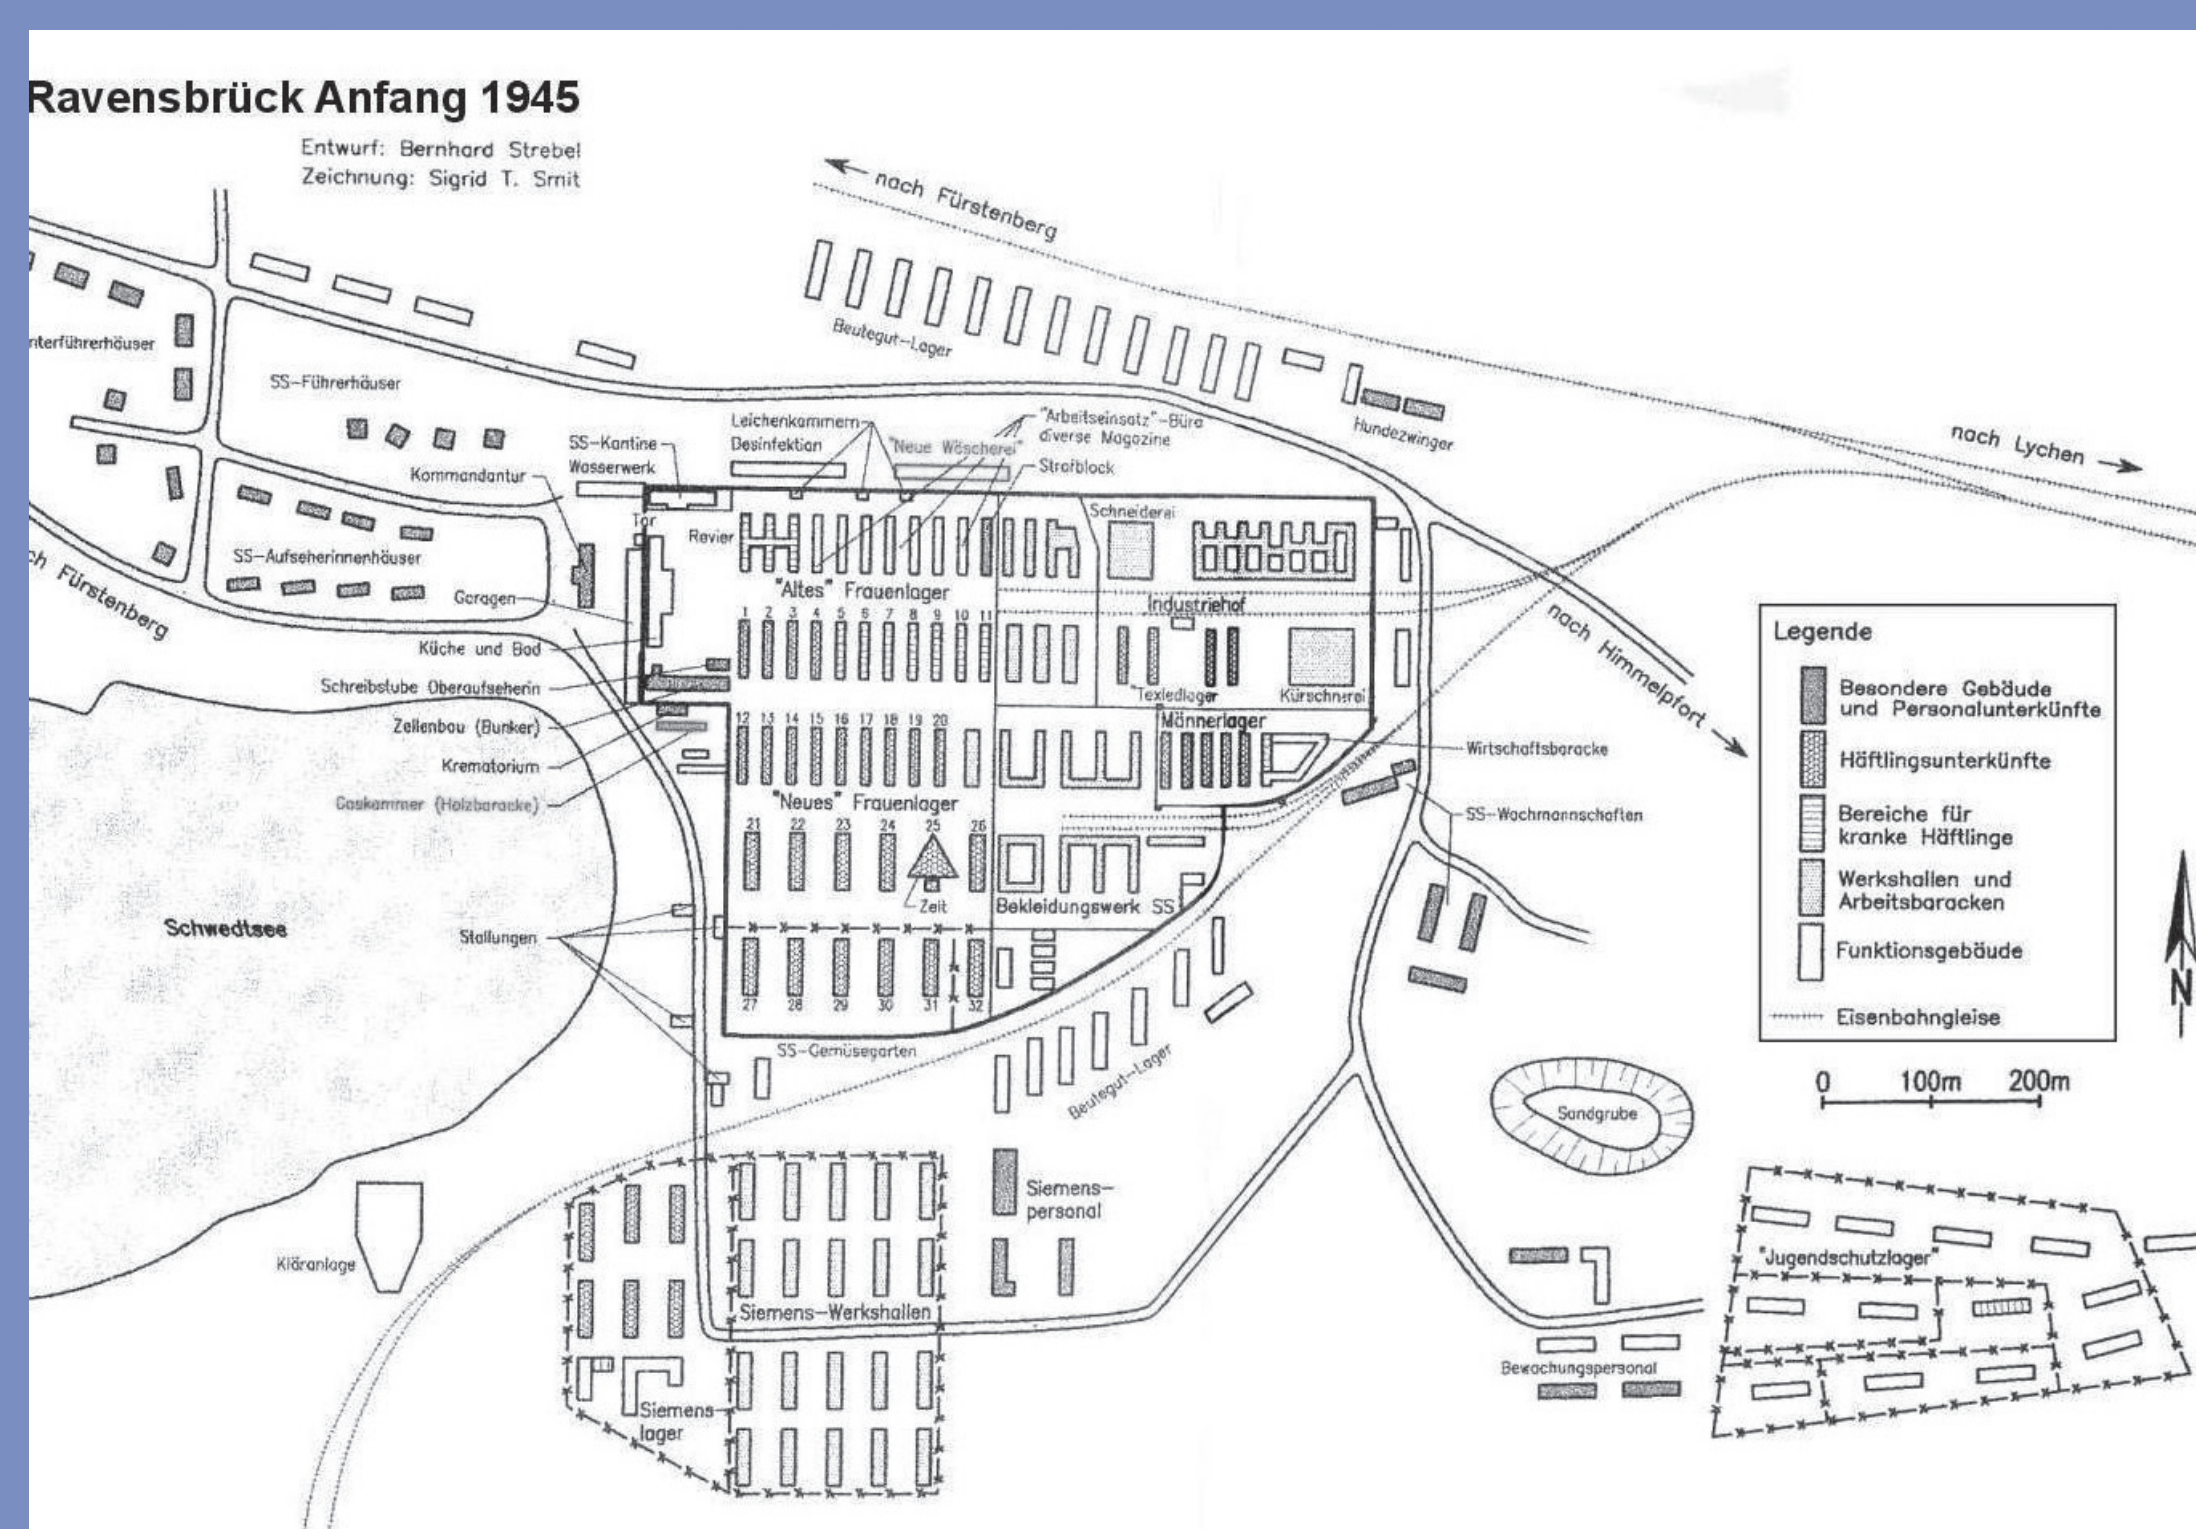 Ravensbrück Anfang 1945
Entwurf: Bernhard Strebel
Zeichnung: Sigrid T. Smit
nach Fürstenberg
Beutegut-Lager
Hundezwinger
nach Lychen
nterführerhäuser
SS-Führerhäuser
Kommandantur
SS-Kantine
Wasserwerk
Leichenkammern
Desinfektion
"Neue Wäscherei"
"Arbeitseinsatz"-Büro
diverse Magazine
Strafblock
Tor
Revier
Schneiderei
SS-Aufseherinnenhäuser
ch Fürstenberg
Garagen
"Altes" Frauenlager
1 2 3 4 5 6 7 8 9 10 11
Industriehof
nach Himmelpfort
Küche und Bad
Schreibstube Oberaufseherin
"Texledlager
Kürschnerei
Zellenbau (Bunker)
12 13 14 15 16 17 18 19 20
Männerlager
Wirtschaftsbaracke
Krematorium
Gaskammer (Holzbaracke)
"Neues" Frauenlager
21 22 23 24 25 26
SS-Wachmannschaften
Zelt
Bekleidungswerk SS
Schwedtsee
Stallungen
27 28 29 30 31 32
SS-Gemüsegarten
Beutegut-Lager
Legende
Besondere Gebäude
und Personalunterkünfte
Häftlingsunterkünfte
Bereiche für
kranke Häftlinge
Werkshallen und
Arbeitsbaracken
Funktionsgebäude
Eisenbahngleise
N
0 100m 200m
Sandgrube
Siemens-
personal
Kläranlage
Siemens-Werkshallen
"Jugendschutzlager"
Bewachungspersonal
Siemens
lager